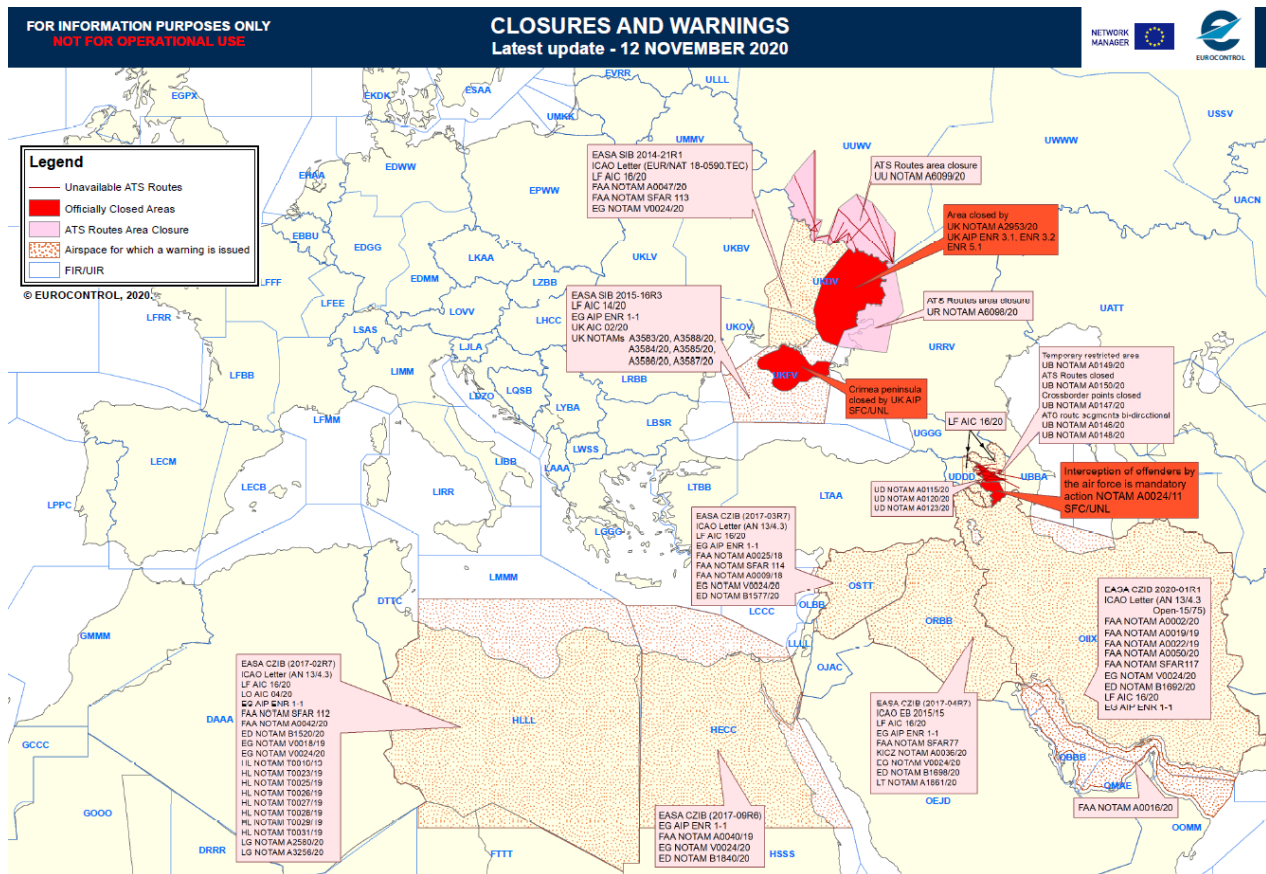 FOR INFORMATION PURPOSES ONLY
NOT FOR OPERATIONAL USE
CLOSURES AND WARNINGS
Latest update - 12 NOVEMBER 2020
NETWORK
MANAGER
EUROCONTROL
Legend
Unavailable ATS Routes
Officially Closed Areas
ATS Routes Area Closure
Airspace for which a warning is issued
FIR/UIR
© EUROCONTROL, 2020.
EGPX
EKDK
ESAA
EVRR
ULLL
UMKK
UMMV
UUWV
UWWW
USSV
UACN
EHAA
EDWW
EPWW
EBBU
EDGG
LKAA
UKLV
UKBV
UKDV
LFFF
LFEE
EDMM
LZBB
LOVV
LHCC
LFRR
LSAS
LJLA
UKOV
UATT
URRV
LFBB
LIMM
LDZO
LQSB
LRBB
UKFV
LFMM
LYBA
LBSR
UGGG
LECM
LECB
LIBB
LWSS
LAAA
UDDD
UBBA
LPPC
LIRR
LGGG
LTBB
LTAA
LMMM
DTTC
LCCC
OLBB
OSTT
ORBB
OIIX
LLLL
OJAC
GMMM
DAAA
HLLL
HECC
GCCC
GOOO
DRRR
FTTT
HSSS
OEJD
OBBB
OMAE
OOMM
EASA SIB 2014-21R1
ICAO Letter (EUR/NAT 18-0590.TEC)
LF AIC 16/20
FAA NOTAM A0047/20
FAA NOTAM SFAR 113
EG NOTAM V0024/20
ATS Routes area closure
UU NOTAM A6099/20
Area closed by
UK NOTAM A2953/20
UK AIP ENR 3.1, ENR 3.2
ENR 5.1
EASA SIB 2015-16R3
LF AIC 14/20
EG AIP ENR 1-1
UK AIC 02/20
UK NOTAMs A3583/20, A3588/20,
A3584/20, A3585/20,
A3586/20, A3587/20
ATS Routes area closure
UR NOTAM A6098/20
Crimea peninsula
closed by UK AIP
SFC/UNL
Temporary restricted area
UB NOTAM A0149/20
ATS Routes closed
UB NOTAM A0150/20
Crossborder points closed
UB NOTAM A0147/20
ATS route segments bi-directional
UB NOTAM A0146/20
UB NOTAM A0148/20
LF AIC 16/20
Interception of offenders by
the air force is mandatory
action NOTAM A0024/11
SFC/UNL
UD NOTAM A0115/20
UD NOTAM A0120/20
UD NOTAM A0123/20
EASA CZIB (2017-03R7)
ICAO Letter (AN 13/4.3)
LF AIC 16/20
EG AIP ENR 1-1
FAA NOTAM A0025/18
FAA NOTAM SFAR 114
FAA NOTAM A0009/18
EG NOTAM V0024/20
ED NOTAM B1577/20
EASA CZIB 2020-01R1
ICAO Letter (AN 13/4.3
Open-15/75)
FAA NOTAM A0002/20
FAA NOTAM A0019/19
FAA NOTAM A0022/19
FAA NOTAM A0050/20
FAA NOTAM SFAR117
EG NOTAM V0024/20
ED NOTAM B1692/20
LF AIC 16/20
EG AIP ENR 1-1
EASA CZIB (2017-02R7)
ICAO Letter (AN 13/4.3)
LF AIC 16/20
LO AIC 04/20
EG AIP ENR 1-1
FAA NOTAM SFAR 112
FAA NOTAM A0042/20
ED NOTAM B1520/20
EG NOTAM V0018/19
EG NOTAM V0024/20
NOTAM
HL NOTAM T0023/19
HL NOTAM T0025/19
HL NOTAM T0026/19
HL NOTAM T0027/19
HL NOTAM T0028/19
HL NOTAM T0029/19
HL NOTAM T0031/19
LG NOTAM A2580/20
LG NOTAM A3256/20
EASA CZIB (2017-04R7)
ICAO EB 2015/15
LF AIC 16/20
EG AIP ENR 1-1
FAA NOTAM SFAR77
KICZ NOTAM A0036/20
EG NOTAM V0024/20
ED NOTAM B1698/20
LT NOTAM A1861/20
EASA CZIB (2017-09R6)
EG AIP ENR 1-1
FAA NOTAM A0040/19
EG NOTAM V0024/20
ED NOTAM B1840/20
FAA NOTAM A0016/20